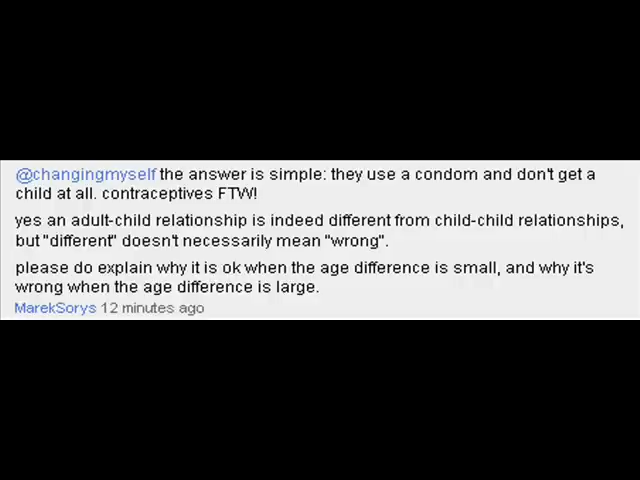 @changingmyself the answer is simple: they use a condom and don't get a
child at all. contraceptives FTW!
yes an adult-child relationship is indeed different from child-child relationships,
but "different" doesn't necessarily mean "wrong".
please do explain why it is ok when the age difference is small, and why it's
wrong when the age difference is large.
MarekSorys 12 minutes ago